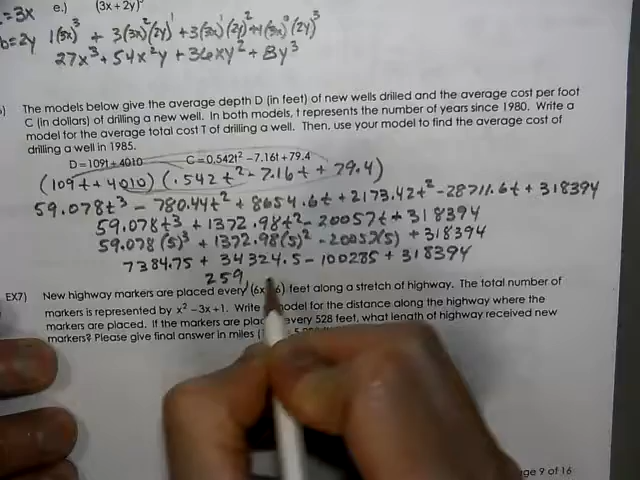 = 3x e.) (3x + 2y)³
b=2y 1(3x)³ + 3(3x)²(2y)¹ + 3(3x)¹(2y)² + 1(3x)⁰(2y)³
27x³ + 54x²y + 36xy² + 8y³
) The models below give the average depth D (in feet) of new wells drilled and the average cost per foot
C (in dollars) of drilling a new well. In both models, t represents the number of years since 1980. Write a
model for the average total cost T of drilling a well. Then, use your model to find the average cost of
drilling a well in 1985.
D=109t + 4010 C = 0.542t² - 7.16t + 79.4
(109t + 4010)(.542t² - 7.16t + 79.4)
59.078t³ - 780.44t² + 8654.6t + 2173.42t² - 28711.6t + 318394
59.078t³ + 1372.98t² - 20057t + 318394
59.078(5)³ + 1372.98(5)² - 20057(5) + 318394
7384.75 + 34324.5 - 100285 + 318394
259,
EX7) New highway markers are placed every (6x 6) feet along a stretch of highway. The total number of
markers is represented by x² - 3x + 1. Write model for the distance along the highway where the
markers are placed. If the markers are every 528 feet, what length of highway received new
markers? Please give final answer in miles (
9 of 16